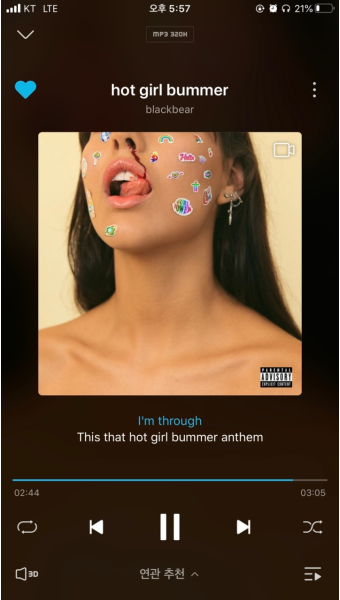 KT LTE 오후 5:57 21%
MP3 320K
hot girl bummer
blackbear
PARENTAL
ADVISORY
EXPLICIT CONTENT
I'm through
This that hot girl bummer anthem
02:44 03:05
3D 연관 추천